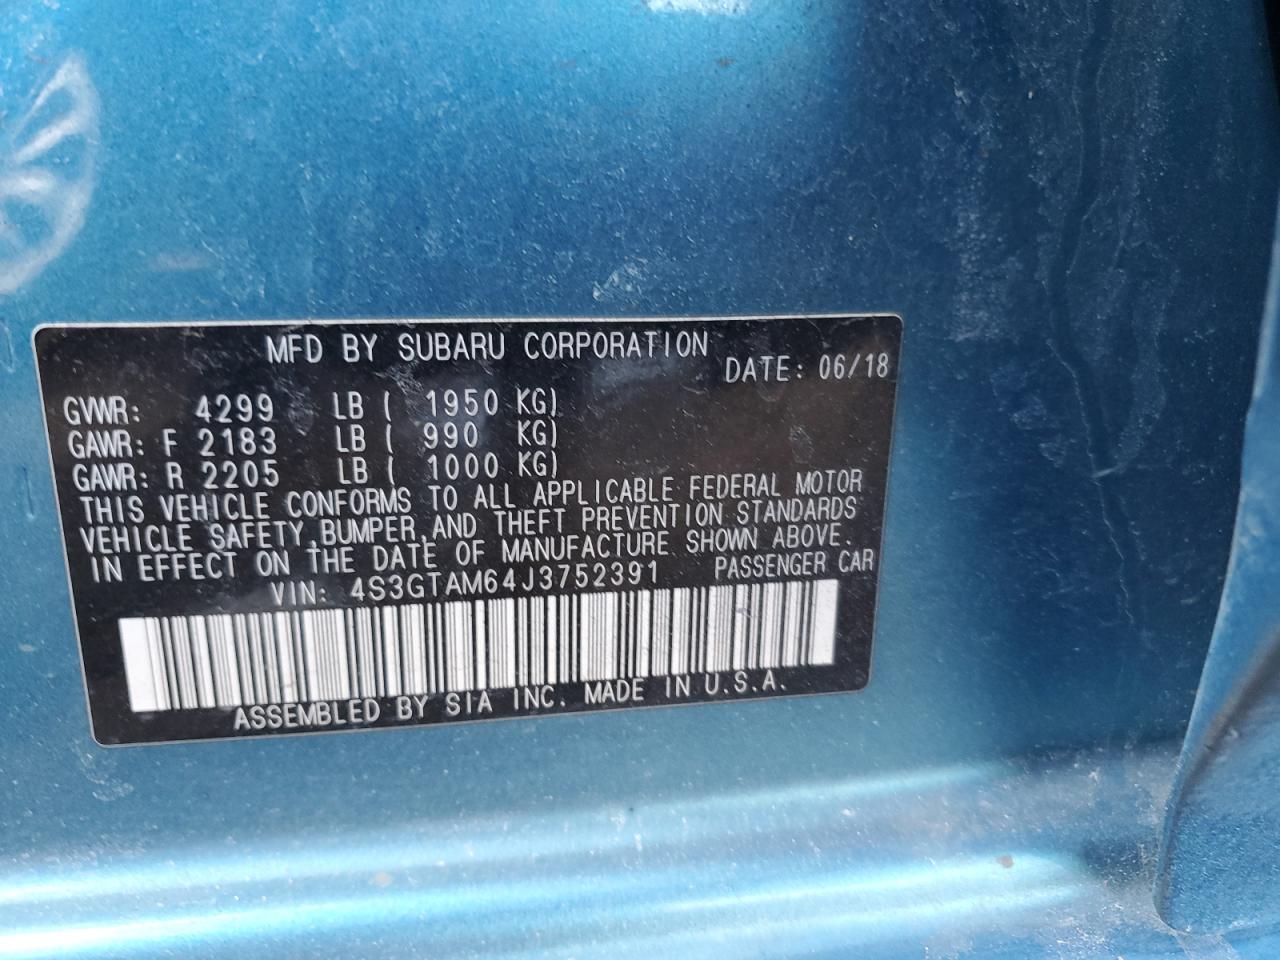 MFD BY SUBARU CORPORATION
DATE: 06/18
GVWR: 4299 LB ( 1950 KG)
GAWR: F 2183 LB ( 990 KG)
GAWR: R 2205 LB ( 1000 KG)
THIS VEHICLE CONFORMS TO ALL APPLICABLE FEDERAL MOTOR
VEHICLE SAFETY, BUMPER, AND THEFT PREVENTION STANDARDS
IN EFFECT ON THE DATE OF MANUFACTURE SHOWN ABOVE.
VIN: 4S3GTAM64J3752391 PASSENGER CAR
ASSEMBLED BY SIA INC. MADE IN U.S.A.